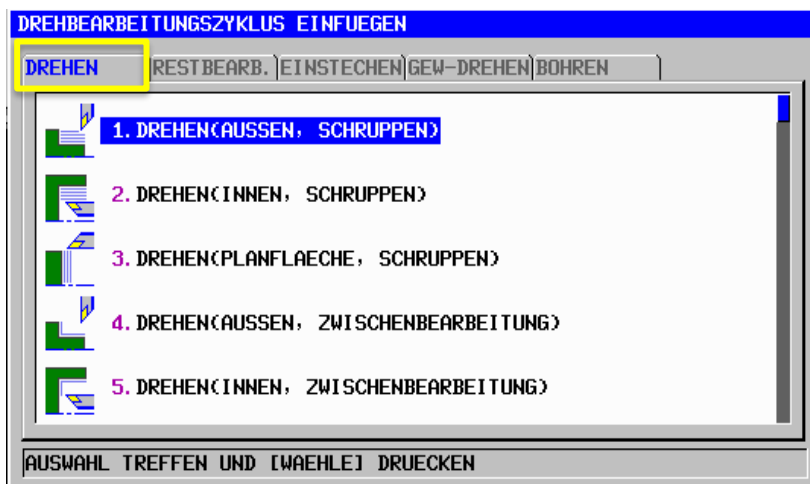 DREHBEARBEITUNGSZYKLUS EINFUEGEN
DREHEN RESTBEARB. EINSTECHEN GEW-DREHEN BOHREN
1. DREHEN(AUSSEN, SCHRUPPEN)
2. DREHEN(INNEN, SCHRUPPEN)
3. DREHEN(PLANFLAECHE, SCHRUPPEN)
4. DREHEN(AUSSEN, ZWISCHENBEARBEITUNG)
5. DREHEN(INNEN, ZWISCHENBEARBEITUNG)
AUSWAHL TREFFEN UND [WAEHLE] DRUECKEN